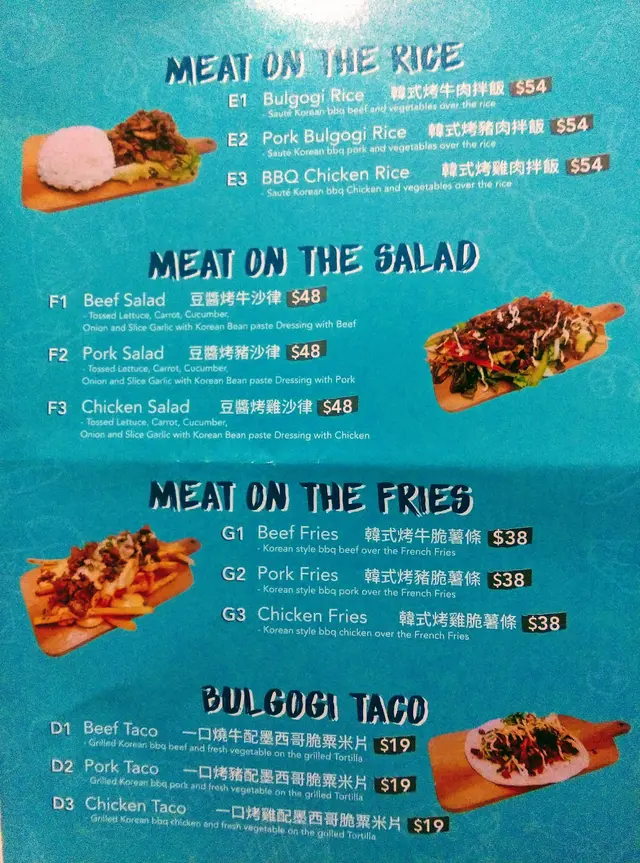 MEAT ON THE RICE
E1 Bulgogi Rice 韓式烤牛肉拌飯 $54
- Sauté Korean bbq beef and vegetables over the rice
E2 Pork Bulgogi Rice 韓式烤豬肉拌飯 $54
- Sauté Korean bbq pork and vegetables over the rice
E3 BBQ Chicken Rice 韓式烤雞肉拌飯 $54
- Sauté Korean bbq Chicken and vegetables over the rice
MEAT ON THE SALAD
F1 Beef Salad 豆醬烤牛沙律 $48
- Tossed Lettuce, Carrot, Cucumber,
Onion and Slice Garlic with Korean Bean paste Dressing with Beef
F2 Pork Salad 豆醬烤豬沙律 $48
- Tossed Lettuce, Carrot, Cucumber,
Onion and Slice Garlic with Korean Bean paste Dressing with Pork
F3 Chicken Salad 豆醬烤雞沙律 $48
- Tossed Lettuce, Carrot, Cucumber,
Onion and Slice Garlic with Korean Bean paste Dressing with Chicken
MEAT ON THE FRIES
G1 Beef Fries 韓式烤牛脆薯條 $38
- Korean style bbq beef over the French Fries
G2 Pork Fries 韓式烤豬脆薯條 $38
- Korean style bbq pork over the French Fries
G3 Chicken Fries 韓式烤雞脆薯條 $38
- Korean style bbq chicken over the French Fries
BULGOGI TACO
D1 Beef Taco 一口燒牛配墨西哥脆粟米片 $19
- Grilled Korean bbq beef and fresh vegetable on the grilled Tortilla
D2 Pork Taco 一口烤豬配墨西哥脆粟米片 $19
Grilled Korean bbq pork and fresh vegetable on the grilled Tortilla
D3 Chicken Taco 一口烤雞配墨西哥脆粟米片 $19
Grilled Korean bbq chicken and fresh vegetable on the grilled Tortilla